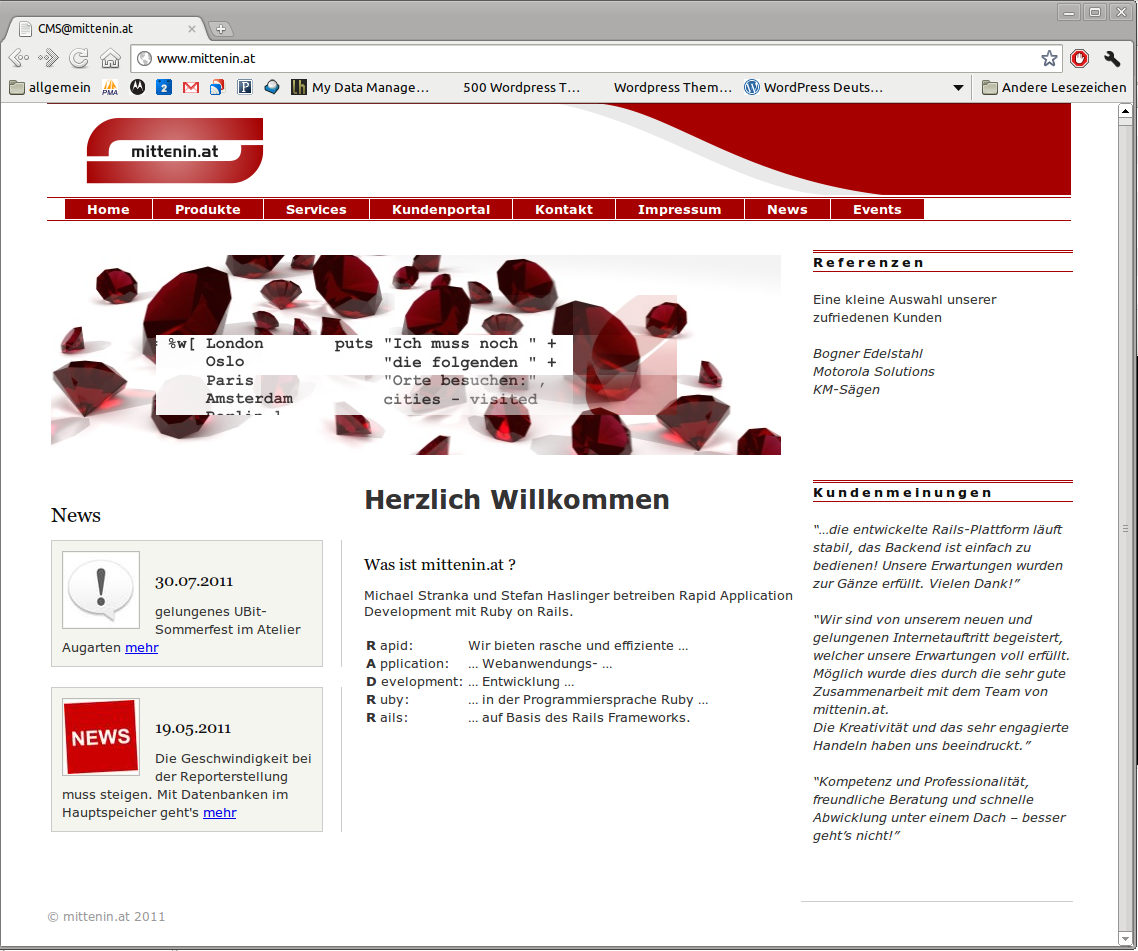 CMS@mittenin.at
www.mittenin.at
allgemein
PMA
2
P
lh
My Data Manage...
500 Wordpress T...
Wordpress Them...
WordPress Deuts...
Andere Lesezeichen
mittenin.at
Home Produkte Services Kundenportal Kontakt Impressum News Events
%w[ London puts "Ich muss noch " +
Oslo "die folgenden " +
Paris "Orte besuchen:",
Amsterdam cities - visited
Referenzen
Eine kleine Auswahl unserer
zufriedenen Kunden
Bogner Edelstahl
Motorola Solutions
KM-Sägen
News
30.07.2011
gelungenes UBit-
Sommerfest im Atelier
Augarten mehr
NEWS
19.05.2011
Die Geschwindigkeit bei
der Reporterstellung
muss steigen. Mit Datenbanken im
Hauptspeicher geht's mehr
Herzlich Willkommen
Was ist mittenin.at ?
Michael Stranka und Stefan Haslinger betreiben Rapid Application
Development mit Ruby on Rails.
R apid: Wir bieten rasche und effiziente ...
A pplication: ... Webanwendungs- ...
D evelopment: ... Entwicklung ...
R uby: ... in der Programmiersprache Ruby ...
R ails: ... auf Basis des Rails Frameworks.
Kundenmeinungen
“...die entwickelte Rails-Plattform läuft
stabil, das Backend ist einfach zu
bedienen! Unsere Erwartungen wurden
zur Gänze erfüllt. Vielen Dank!”
“Wir sind von unserem neuen und
gelungenen Internetauftritt begeistert,
welcher unsere Erwartungen voll erfüllt.
Möglich wurde dies durch die sehr gute
Zusammenarbeit mit dem Team von
mittenin.at.
Die Kreativität und das sehr engagierte
Handeln haben uns beeindruckt.”
“Kompetenz und Professionalität,
freundliche Beratung und schnelle
Abwicklung unter einem Dach – besser
geht’s nicht!”
© mittenin.at 2011